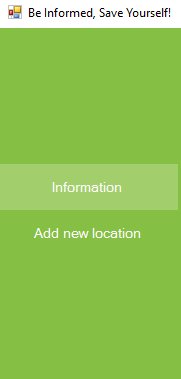 Be Informed, Save Yourself!
Information
Add new location